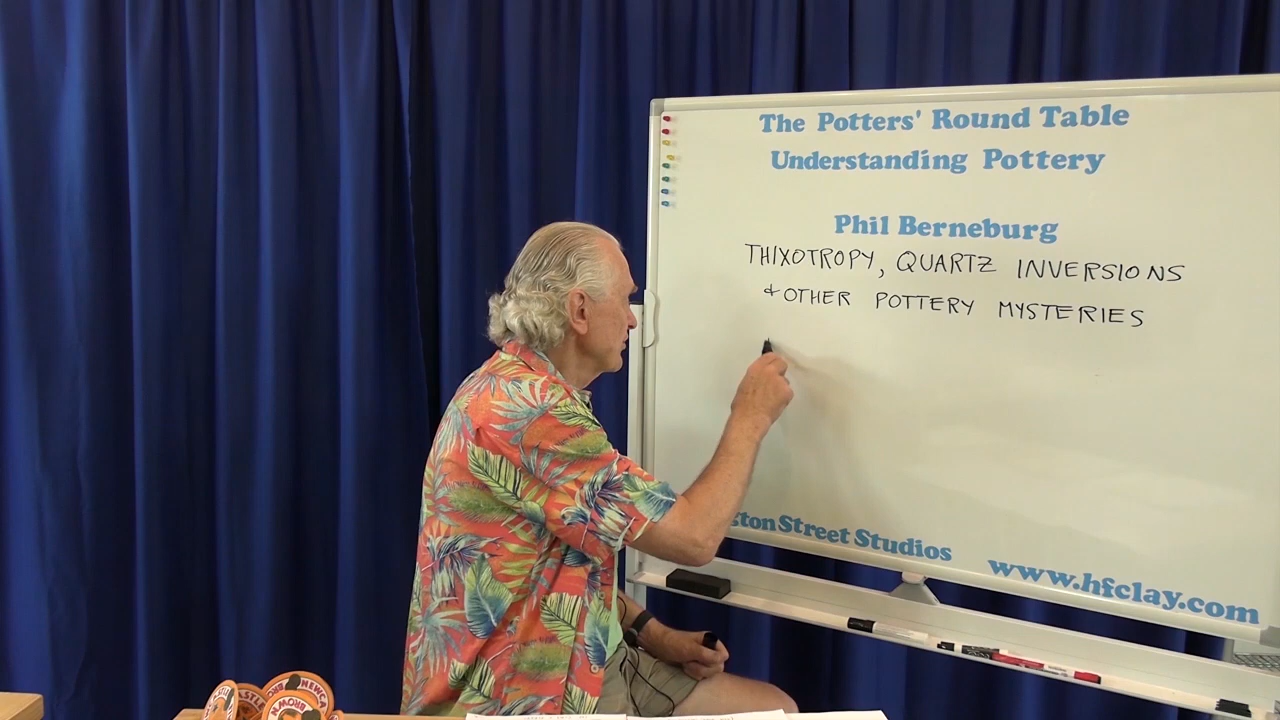 The Potters' Round Table
Understanding Pottery
Phil Berneburg
THIXOTROPY, QUARTZ INVERSIONS
& OTHER POTTERY MYSTERIES
Street Studios
www.hfclay.com
BROWN